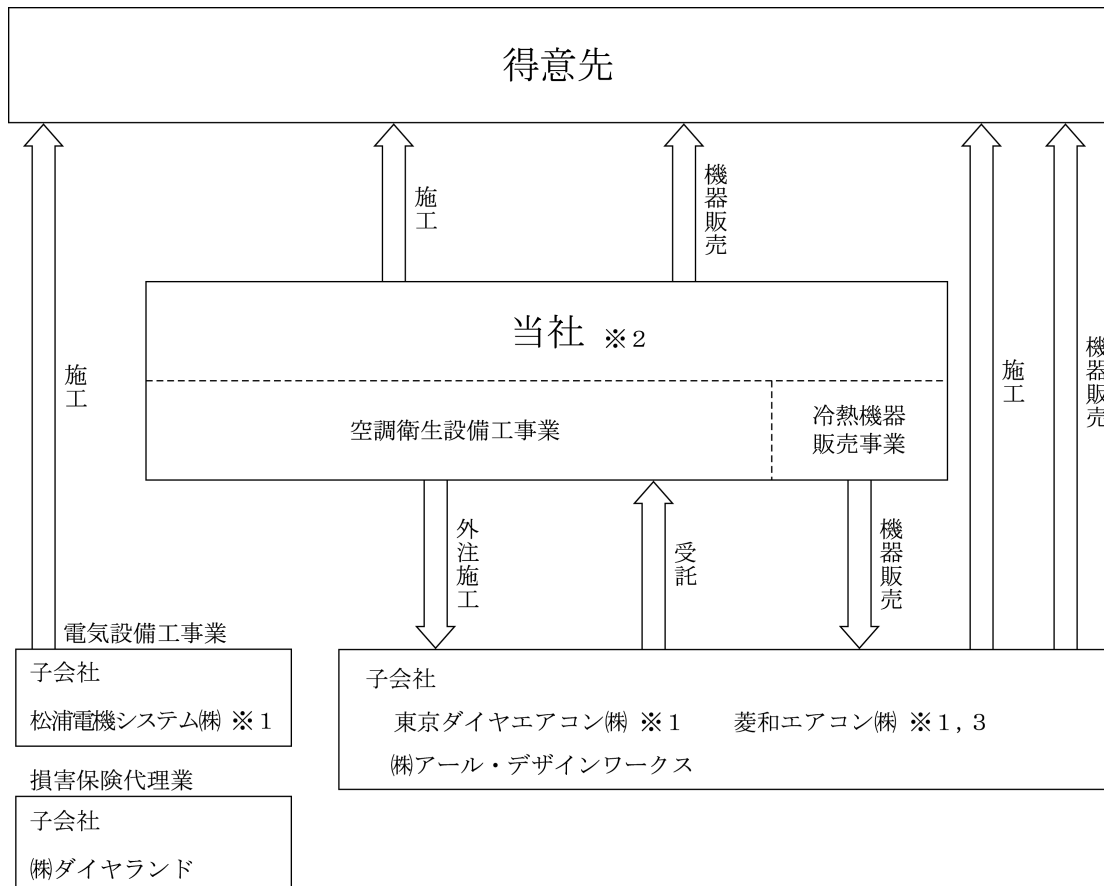 得意先
施工
施工
機器販売
施工
機器販売
当社 ※2
空調衛生設備工事業
冷熱機器
販売事業
外注施工
受託
機器販売
電気設備工事業
子会社
松浦電機システム㈱ ※1
子会社
東京ダイヤエアコン㈱ ※1 菱和エアコン㈱ ※1,3
㈱アール・デザインワークス
損害保険代理業
子会社
㈱ダイヤランド